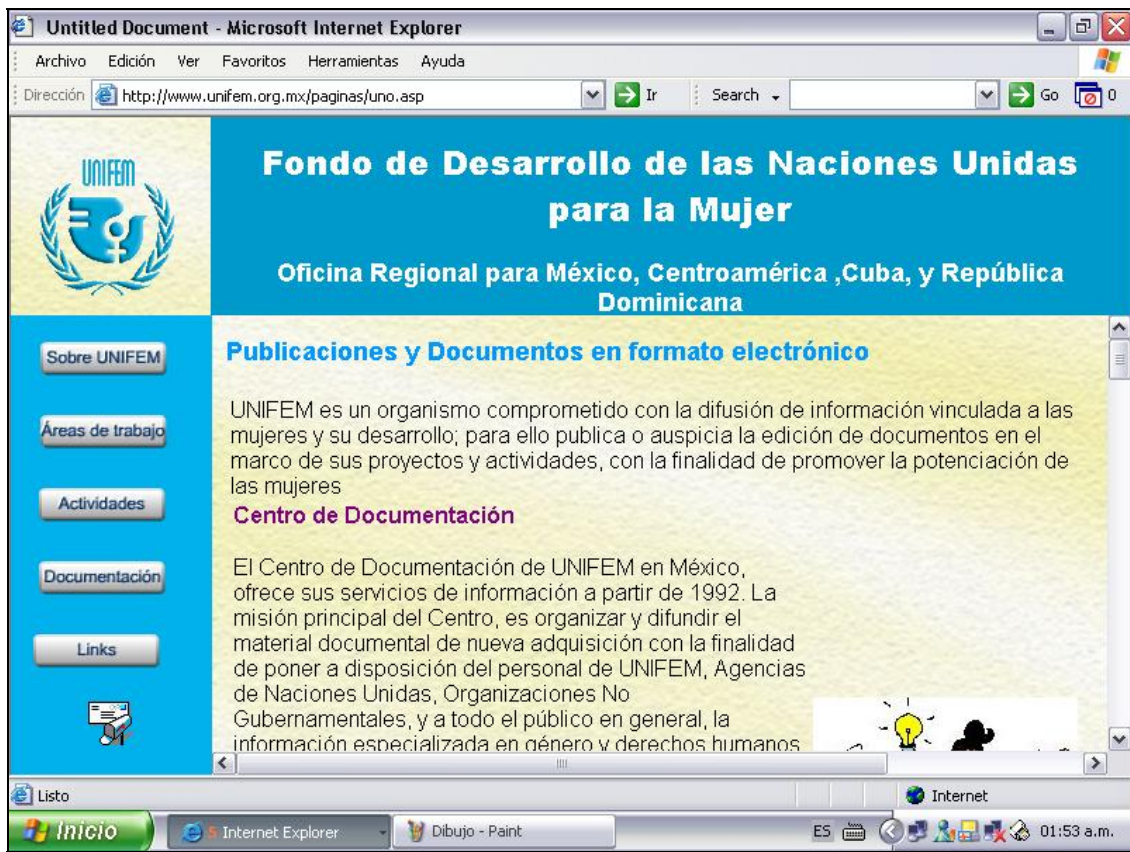 Untitled Document - Microsoft Internet Explorer
Archivo Edición Ver Favoritos Herramientas Ayuda
Dirección http://www.unifem.org.mx/paginas/uno.asp Ir Search Go 0
UNIFEM
Fondo de Desarrollo de las Naciones Unidas
para la Mujer
Oficina Regional para México, Centroamérica ,Cuba, y República
Dominicana
Sobre UNIFEM
Áreas de trabajo
Actividades
Documentación
Links
Publicaciones y Documentos en formato electrónico
UNIFEM es un organismo comprometido con la difusión de información vinculada a las
mujeres y su desarrollo; para ello publica o auspicia la edición de documentos en el
marco de sus proyectos y actividades, con la finalidad de promover la potenciación de
las mujeres
Centro de Documentación
El Centro de Documentación de UNIFEM en México,
ofrece sus servicios de información a partir de 1992. La
misión principal del Centro, es organizar y difundir el
material documental de nueva adquisición con la finalidad
de poner a disposición del personal de UNIFEM, Agencias
de Naciones Unidas, Organizaciones No
Gubernamentales, y a todo el público en general, la
información especializada en género y derechos humanos
Listo Internet
Inicio 5 Internet Explorer Dibujo - Paint ES 01:53 a.m.